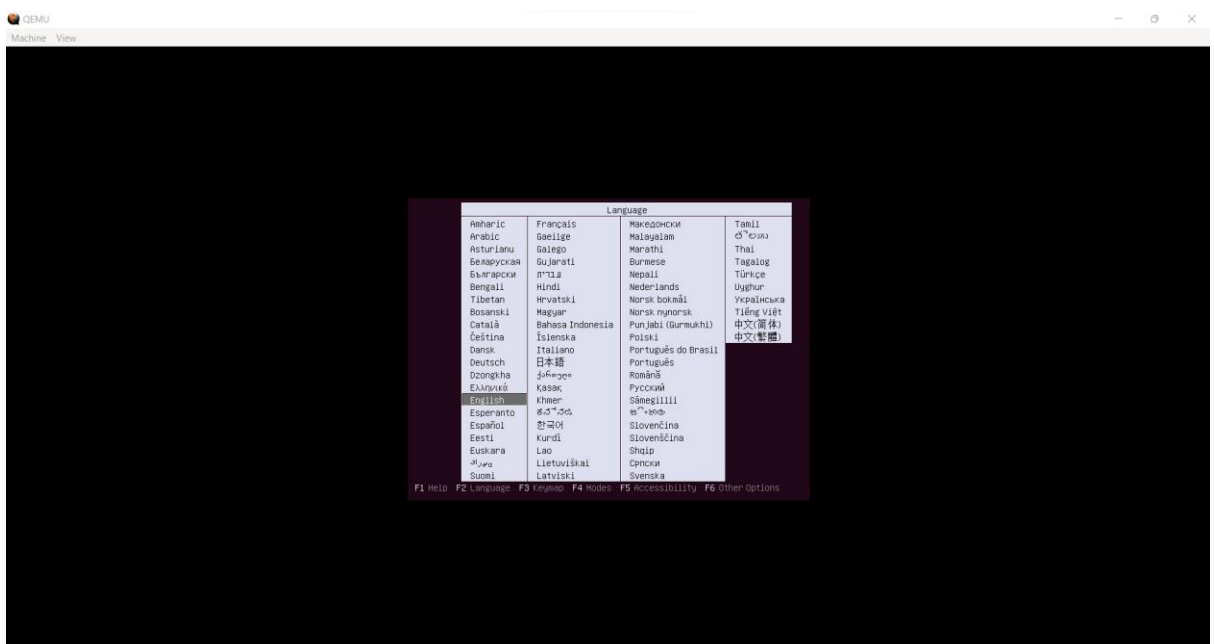 QEMU
Machine View
Language
Amharic
Arabic
Asturianu
Беларуская
Български
Bengali
Tibetan
Bosanski
Català
Čeština
Dansk
Deutsch
Dzongkha
Ελληνικά
English
Esperanto
Español
Eesti
Euskara
Suomi
Français
Gaeilge
Galego
Gujarati
עברית
Hindi
Hrvatski
Magyar
Bahasa Indonesia
Íslenska
Italiano
日本語
ქართული
Қазақ
Khmer
한국어
Kurdî
Lao
Lietuviškai
Latviski
Македонски
Malayalam
Marathi
Burmese
Nepali
Nederlands
Norsk bokmål
Norsk nynorsk
Punjabi (Gurmukhi)
Polski
Português do Brasil
Português
Română
Русский
Sámegillii
Slovenčina
Slovenščina
Shqip
Српски
Svenska
Tamil
Thai
Tagalog
Türkçe
Uyghur
Українська
Tiếng Việt
中文(简体)
中文(繁體)
F1 Help F2 Language F3 Keymap F4 Modes F5 Accessibility F6 Other Options